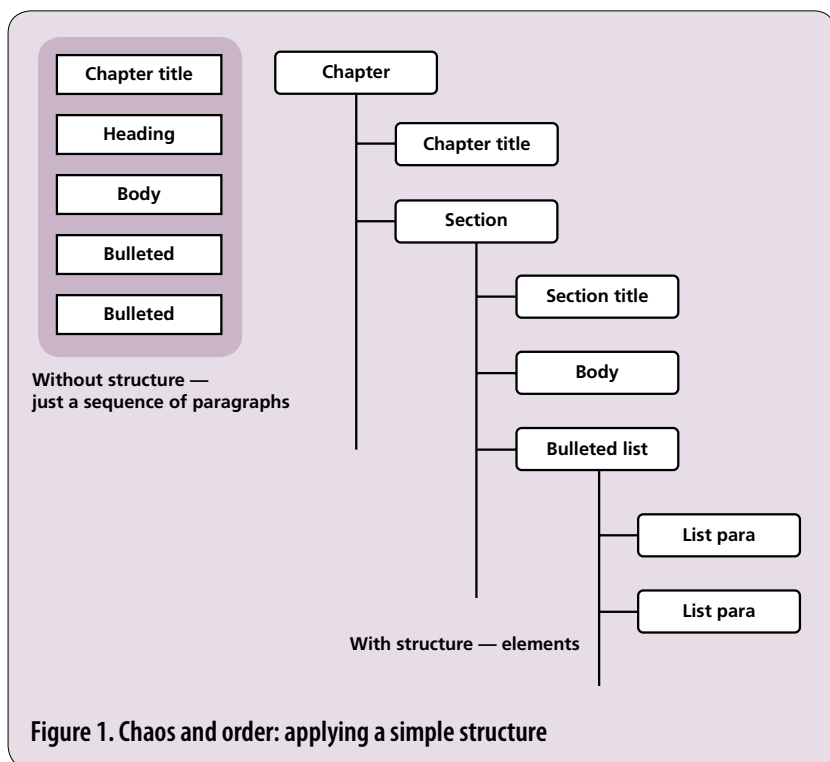 Chapter title
Heading
Body
Bulleted
Bulleted
Without structure —
just a sequence of paragraphs
Chapter
Chapter title
Section
Section title
Body
Bulleted list
List para
List para
With structure — elements
Figure 1. Chaos and order: applying a simple structure